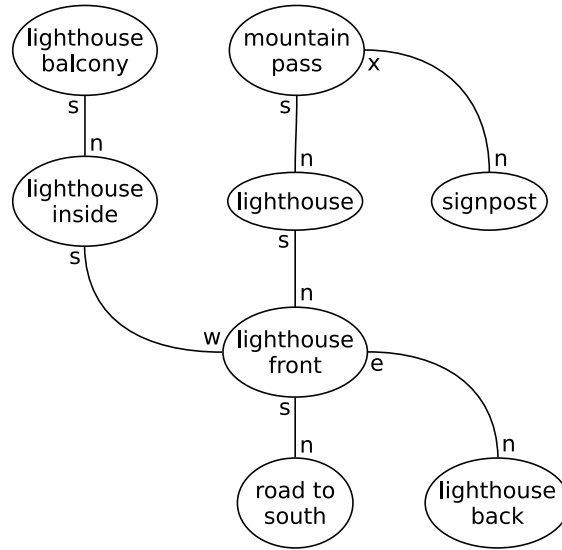 lighthouse
balcony
mountain
pass
s
s
x
n
n
n
lighthouse
inside
lighthouse
signpost
s
s
n
w
lighthouse
front
e
s
n
n
road to
south
lighthouse
back